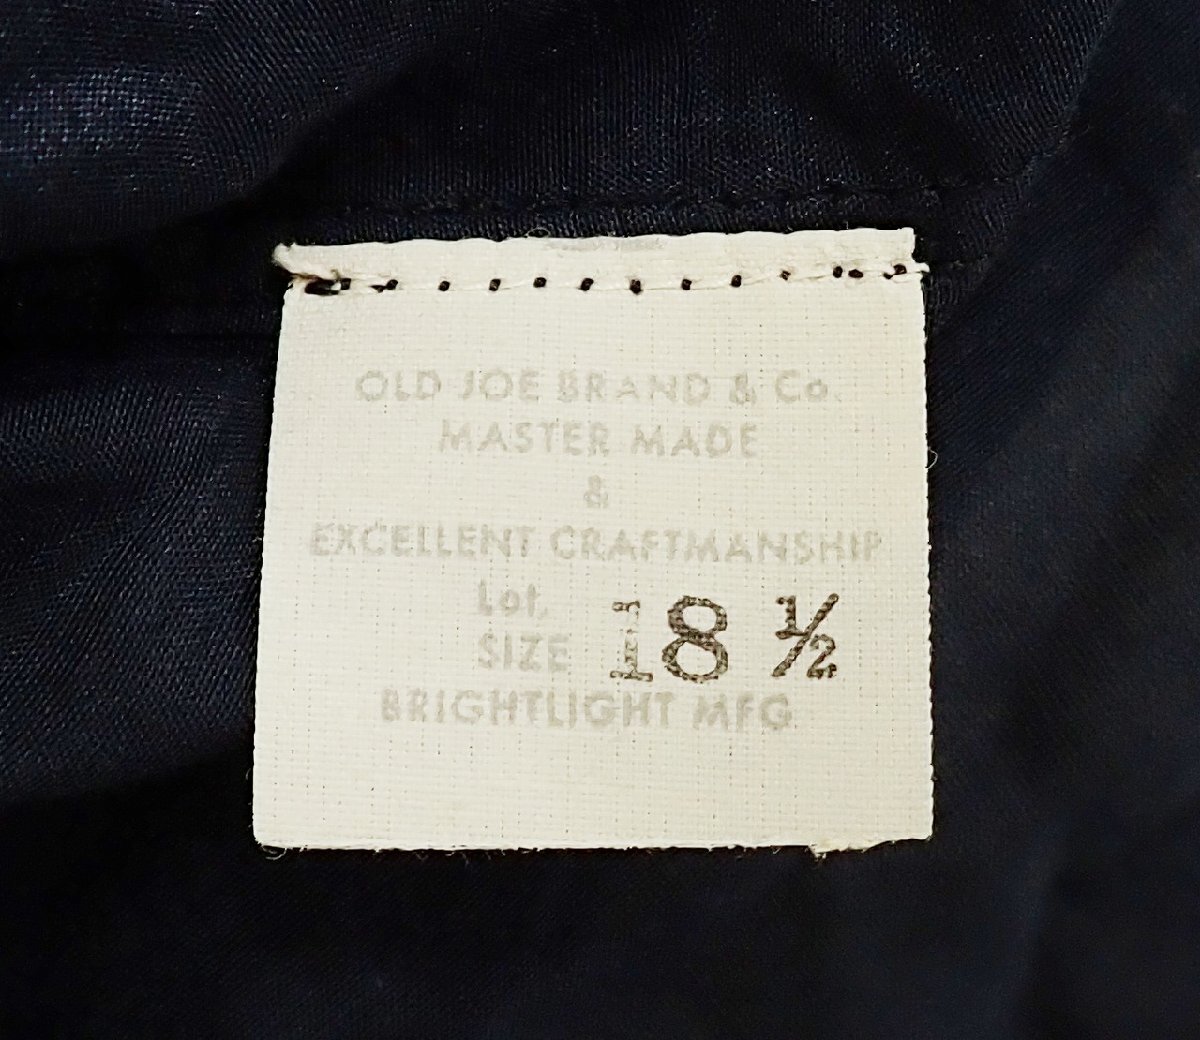 OLD JOE BRAND & Co.
MASTER MADE
&
EXCELLENT CRAFTMANSHIP
Lot.
SIZE 18 ½
BRIGHTLIGHT MFG.